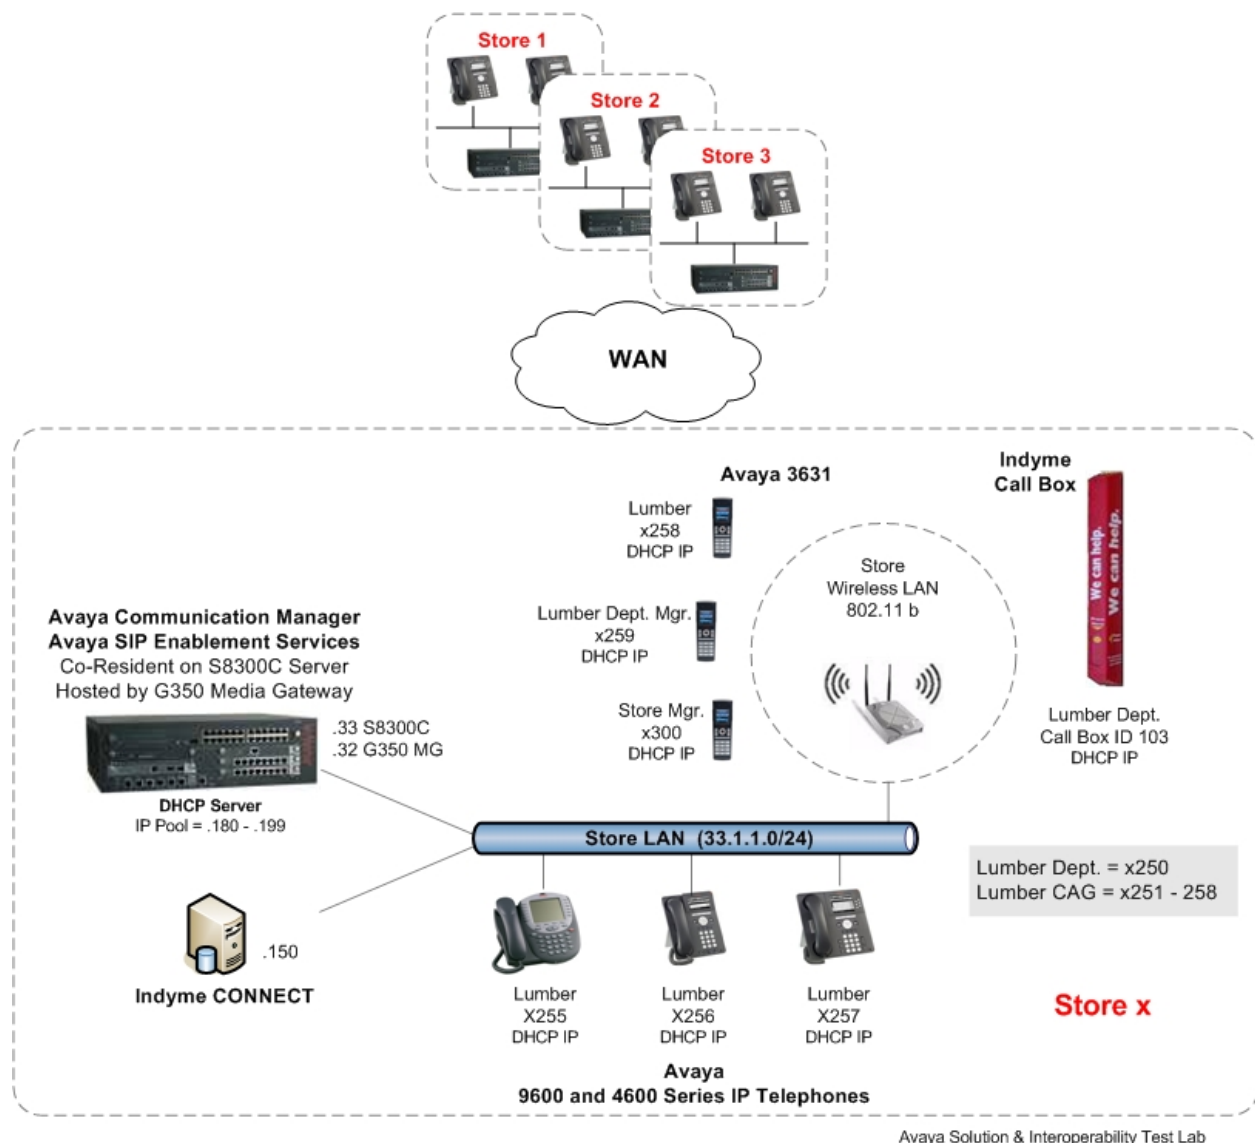 Store 1
Store 2
Store 3
WAN
Indyme
Call Box
Avaya 3631
Lumber
x258
DHCP IP
We can help.
We can help.
Store
Wireless LAN
802.11 b
Lumber Dept. Mgr.
x259
DHCP IP
Avaya Communication Manager
Avaya SIP Enablement Services
Co-Resident on S8300C Server
Hosted by G350 Media Gateway
Store Mgr.
x300
DHCP IP
Lumber Dept.
Call Box ID 103
DHCP IP
.33 S8300C
.32 G350 MG
DHCP Server
IP Pool = .180 - .199
Store LAN (33.1.1.0/24)
Lumber Dept. = x250
Lumber CAG = x251 - 258
.150
Indyme CONNECT
Lumber
X255
DHCP IP
Lumber
X256
DHCP IP
Lumber
X257
DHCP IP
Store x
Avaya
9600 and 4600 Series IP Telephones
Avaya Solution & Interoperability Test Lab